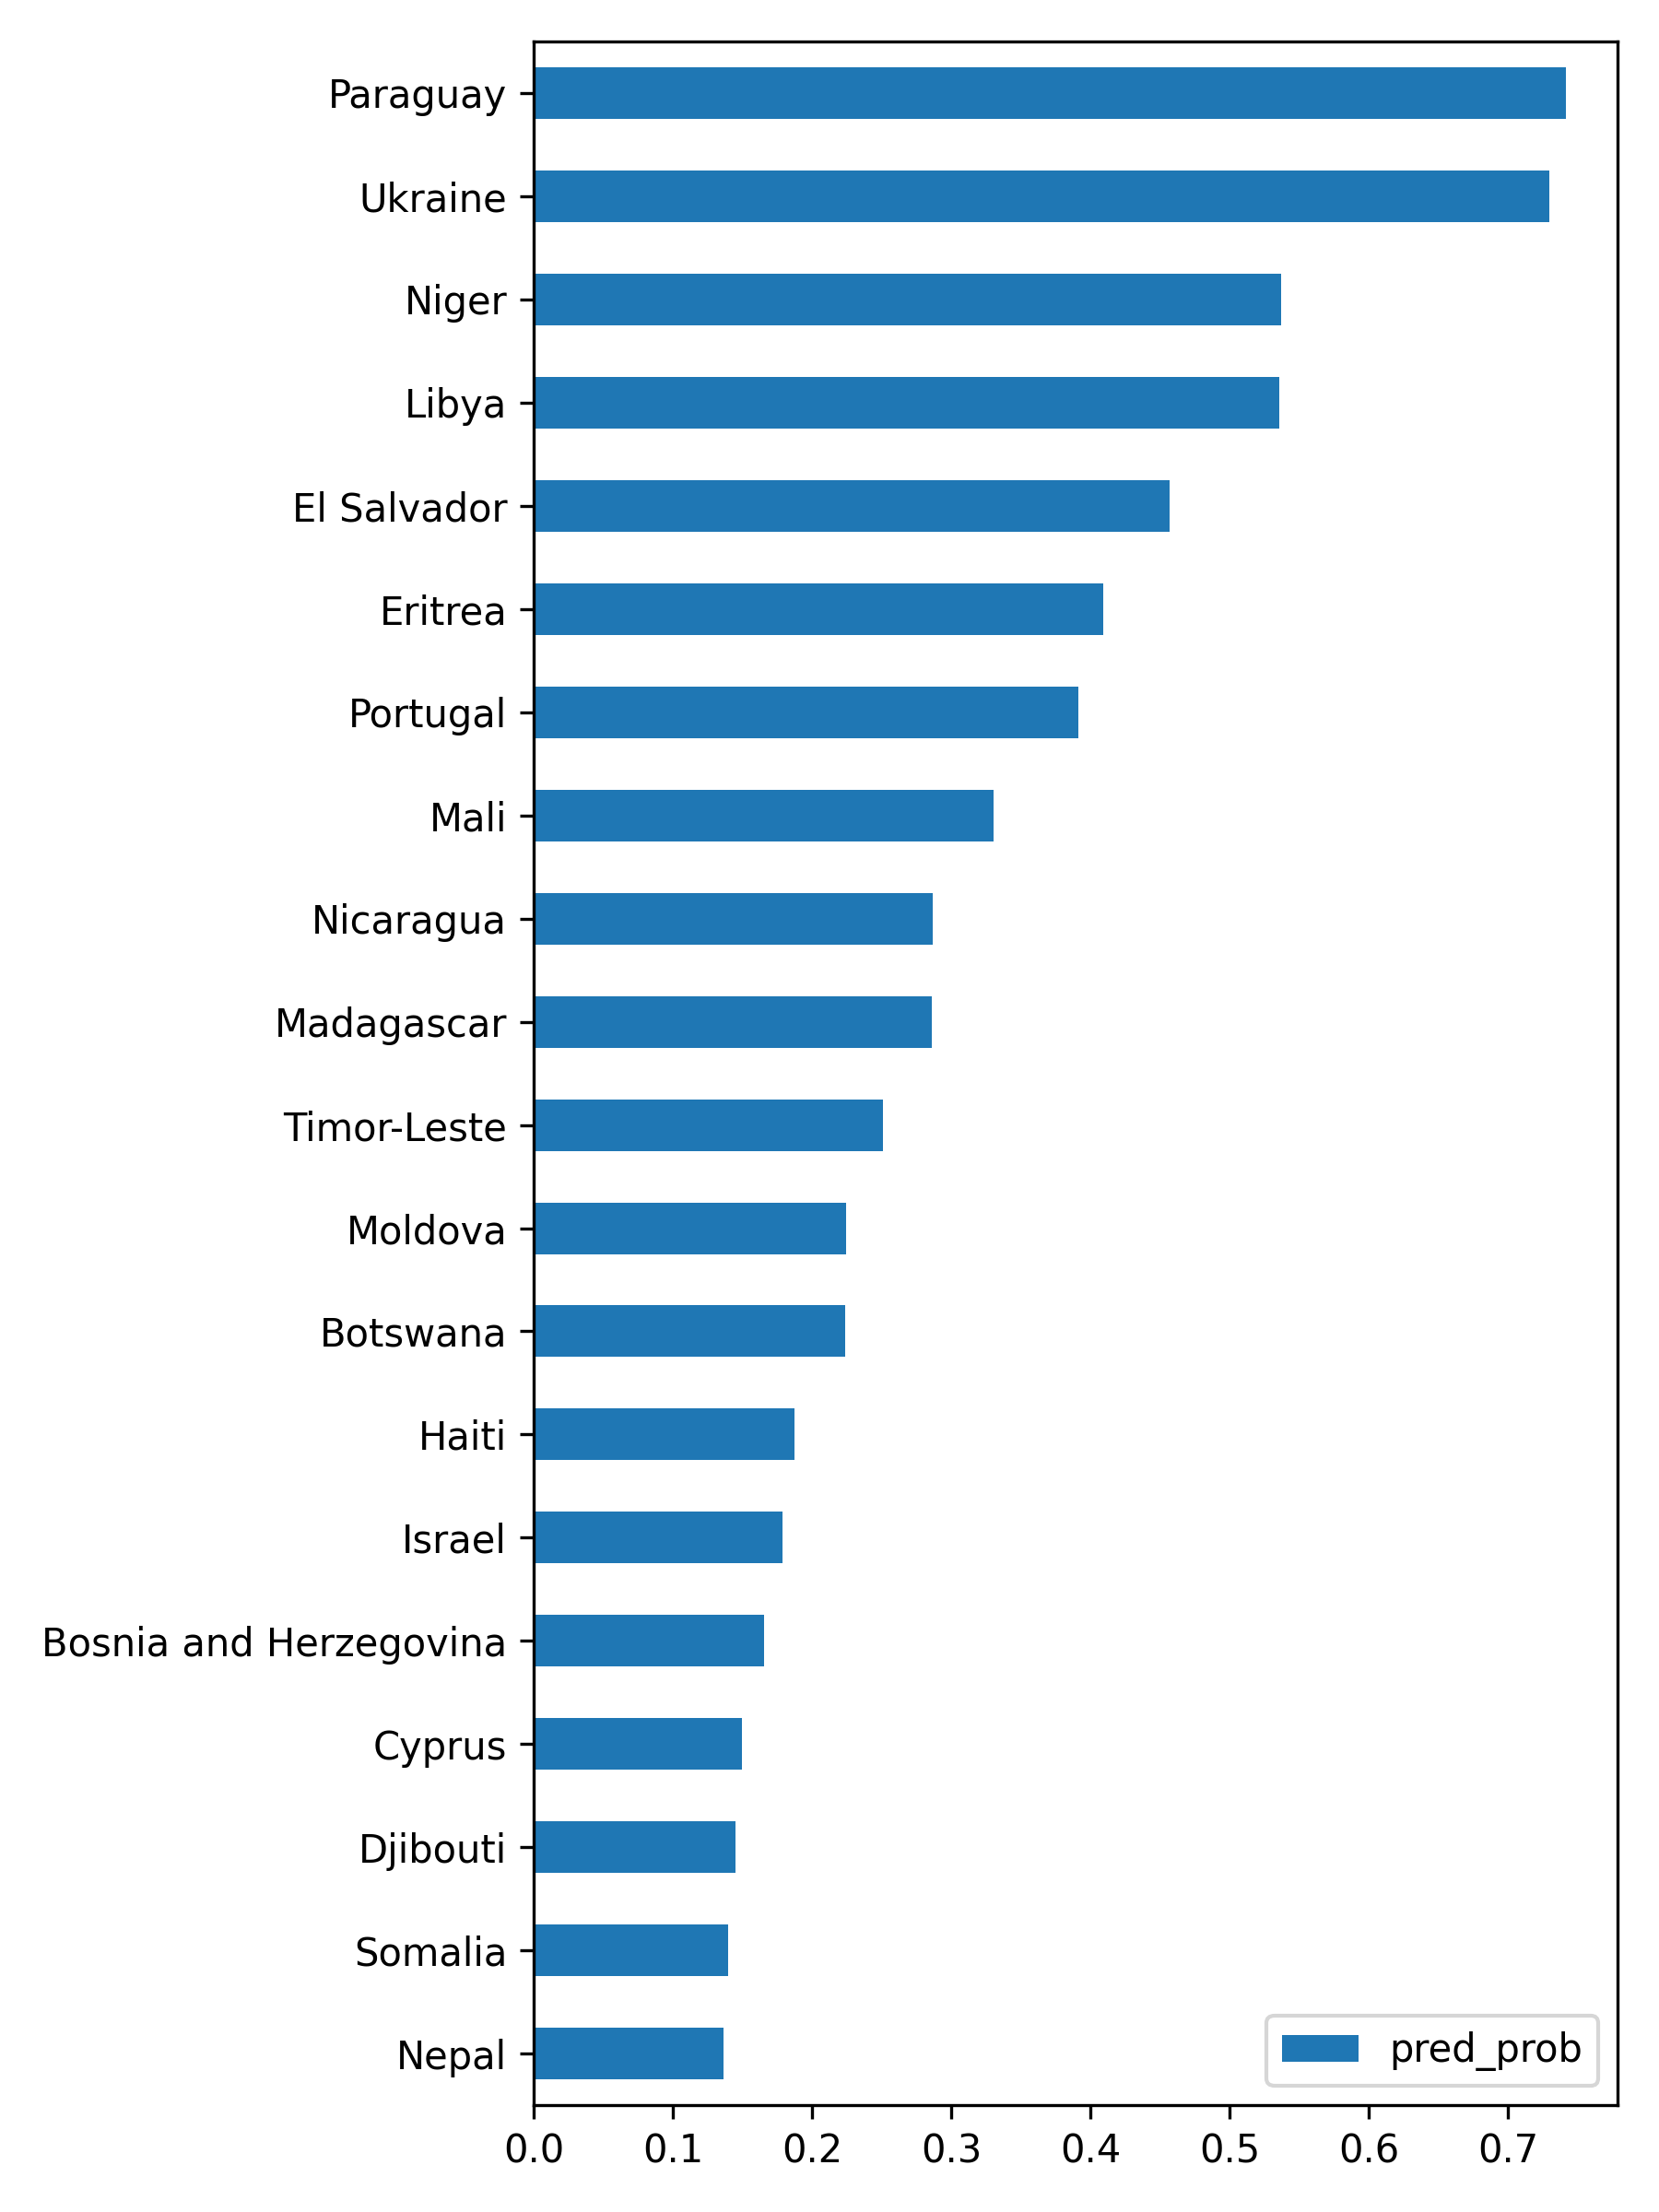 Paraguay
Ukraine
Niger
Libya
El Salvador
Eritrea
Portugal
Mali
Nicaragua
Madagascar
Timor-Leste
Moldova
Botswana
Haiti
Israel
Bosnia and Herzegovina
Cyprus
Djibouti
Somalia
Nepal
pred_prob
0.0 0.1 0.2 0.3 0.4 0.5 0.6 0.7